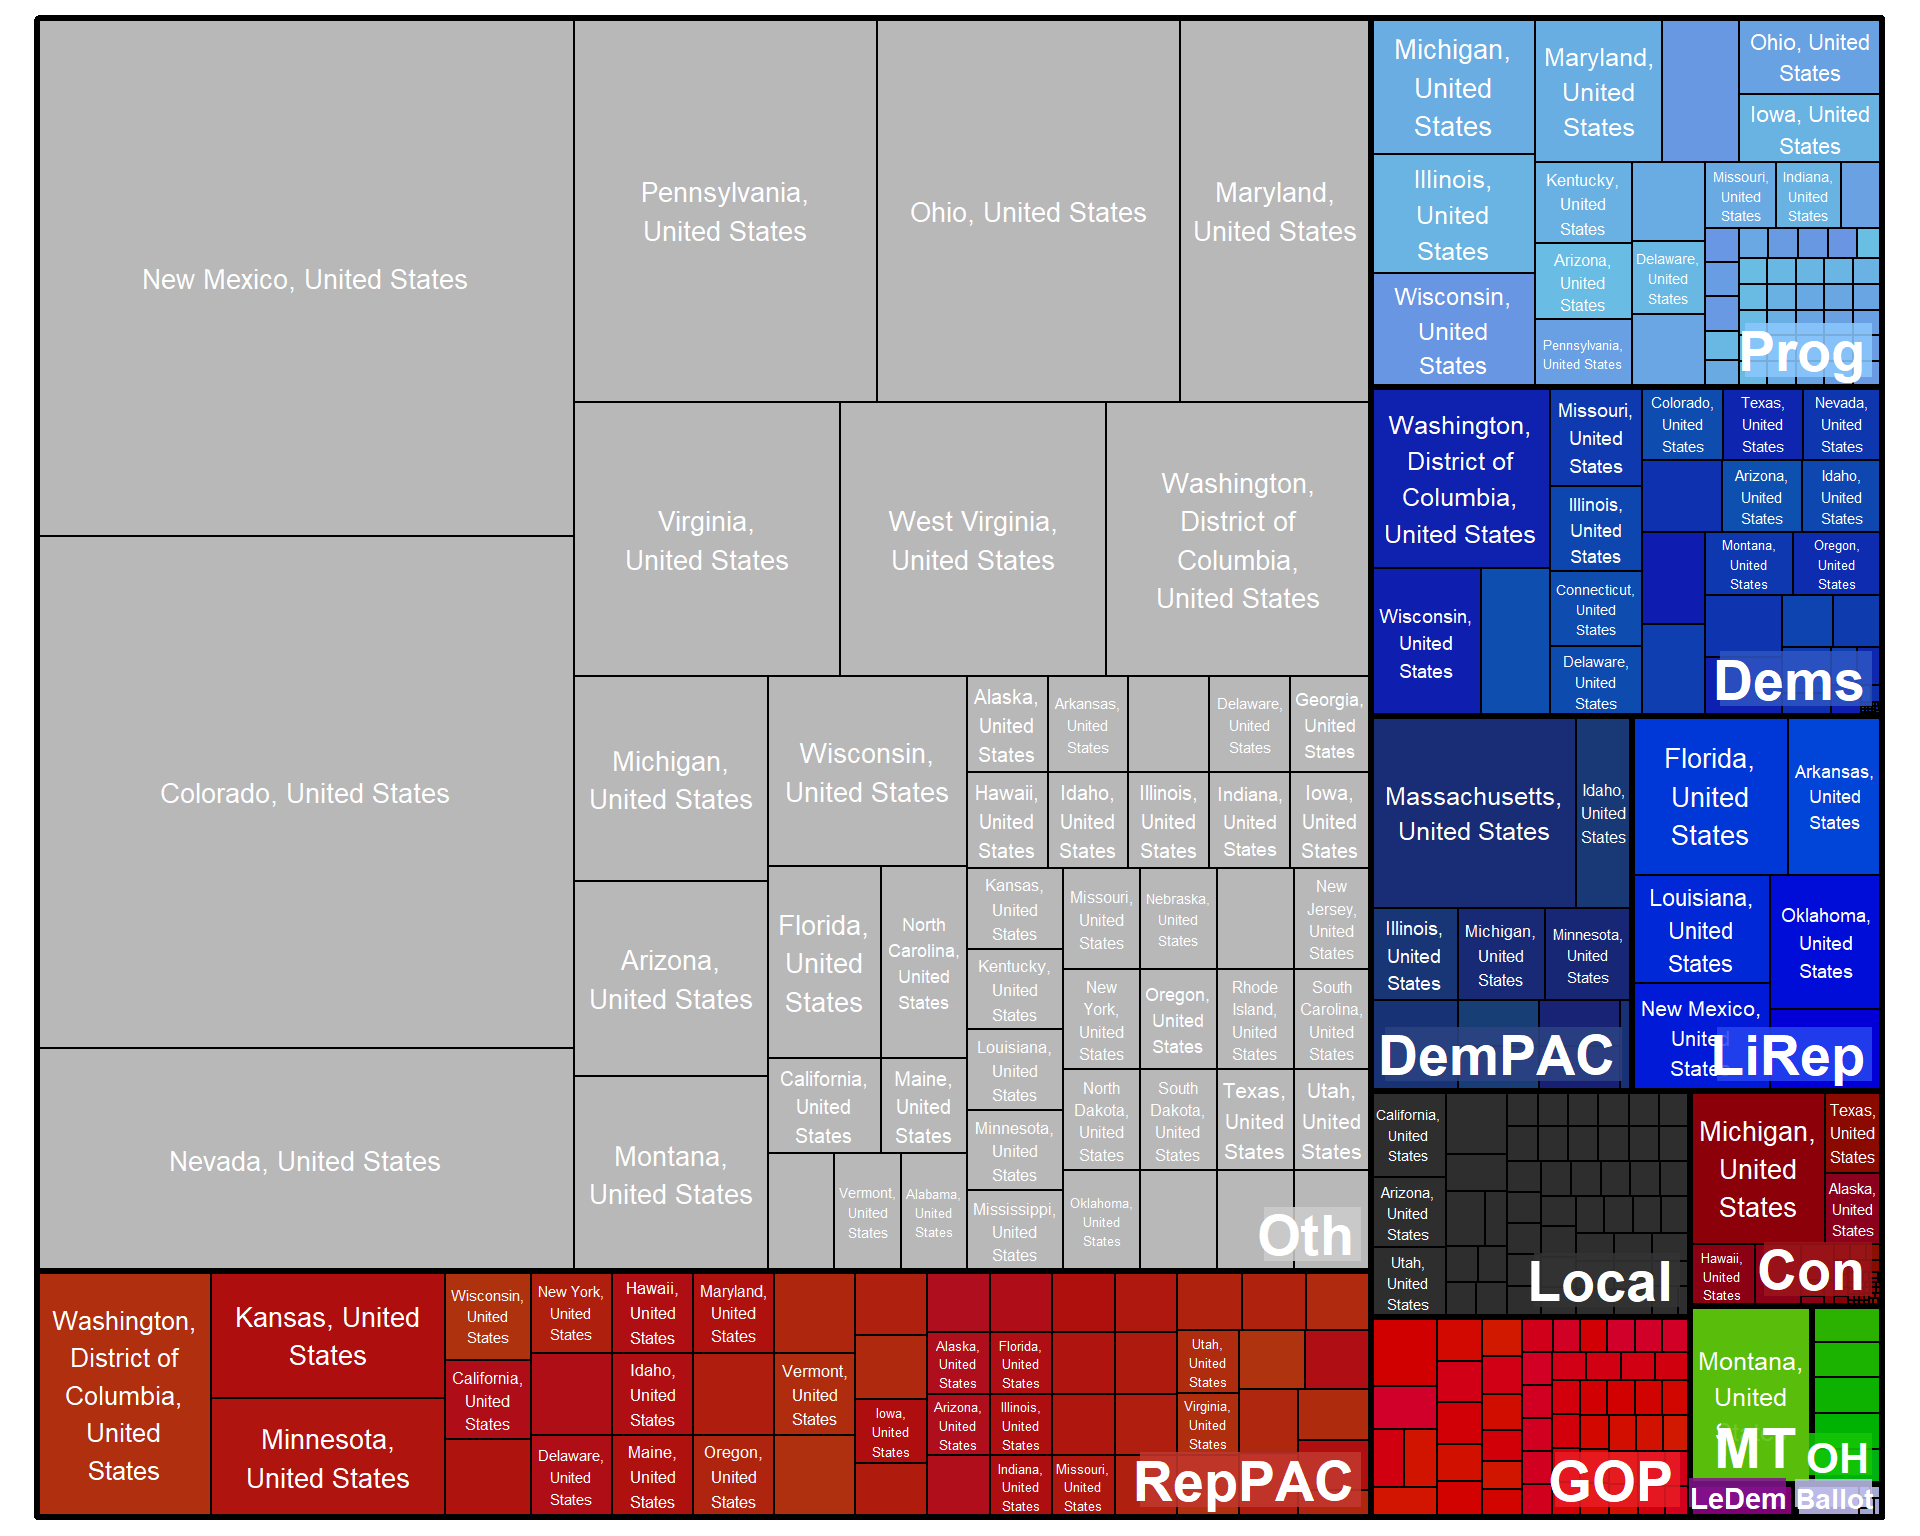 New Mexico, United States
Colorado, United States
Nevada, United States
Pennsylvania,
United States
Ohio, United States
Maryland,
United States
Virginia,
United States
West Virginia,
United States
Washington,
District of
Columbia,
United States
Michigan,
United States
Arizona,
United States
Montana,
United States
Wisconsin,
United States
Florida,
United
States
North
Carolina,
United
States
California,
United
States
Maine,
United
States
Vermont,
United
States
Alabama,
United
States
Alaska,
United
States
Arkansas,
United
States
Delaware,
United
States
Georgia,
United
States
Hawaii,
United
States
Idaho,
United
States
Illinois,
United
States
Indiana,
United
States
Iowa,
United
States
Kansas,
United
States
Kentucky,
United
States
Louisiana,
United
States
Minnesota,
United
States
Mississippi,
United
States
Missouri,
United
States
Nebraska,
United
States
New
Jersey,
United
States
New
York,
United
States
Oregon,
United
States
Rhode
Island,
United
States
South
Carolina,
United
States
North
Dakota,
United
States
South
Dakota,
United
States
Texas,
United
States
Utah,
United
States
Oklahoma,
United
States
Oth
Washington,
District of
Columbia,
United
States
Kansas, United
States
Minnesota,
United States
Wisconsin,
United
States
California,
United
States
New York,
United
States
Delaware,
United
States
Hawaii,
United
States
Idaho,
United
States
Maine,
United
States
Maryland,
United
States
Oregon,
United
States
Vermont,
United
States
Iowa,
United
States
Alaska,
United
States
Arizona,
United
States
Florida,
United
States
Illinois,
United
States
Indiana,
United
States
Missouri,
United
States
Utah,
United
States
Virginia,
United
States
RepPAC
Michigan,
United
States
Illinois,
United
States
Wisconsin,
United
States
Maryland,
United
States
Ohio, United
States
Iowa, United
States
Kentucky,
United
States
Arizona,
United
States
Pennsylvania,
United States
Delaware,
United
States
Missouri,
United
States
Indiana,
United
States
Prog
Washington,
District of
Columbia,
United States
Wisconsin,
United
States
Missouri,
United
States
Illinois,
United
States
Connecticut,
United
States
Delaware,
United
States
Colorado,
United
States
Texas,
United
States
Nevada,
United
States
Arizona,
United
States
Idaho,
United
States
Montana,
United
States
Oregon,
United
States
Dems
Massachusetts,
United States
Idaho,
United
States
Illinois,
United
States
Michigan,
United
States
Minnesota,
United
States
DemPAC
Florida,
United
States
Arkansas,
United
States
Louisiana,
United
States
Oklahoma,
United
States
New Mexico,
United
States
LiRep
California,
United
States
Arizona,
United
States
Utah,
United
States
Local
Michigan,
United
States
Texas,
United
States
Alaska,
United
States
Hawaii,
United
States
Con
GOP
Montana,
United
MT
OH
LeDem
Ballot